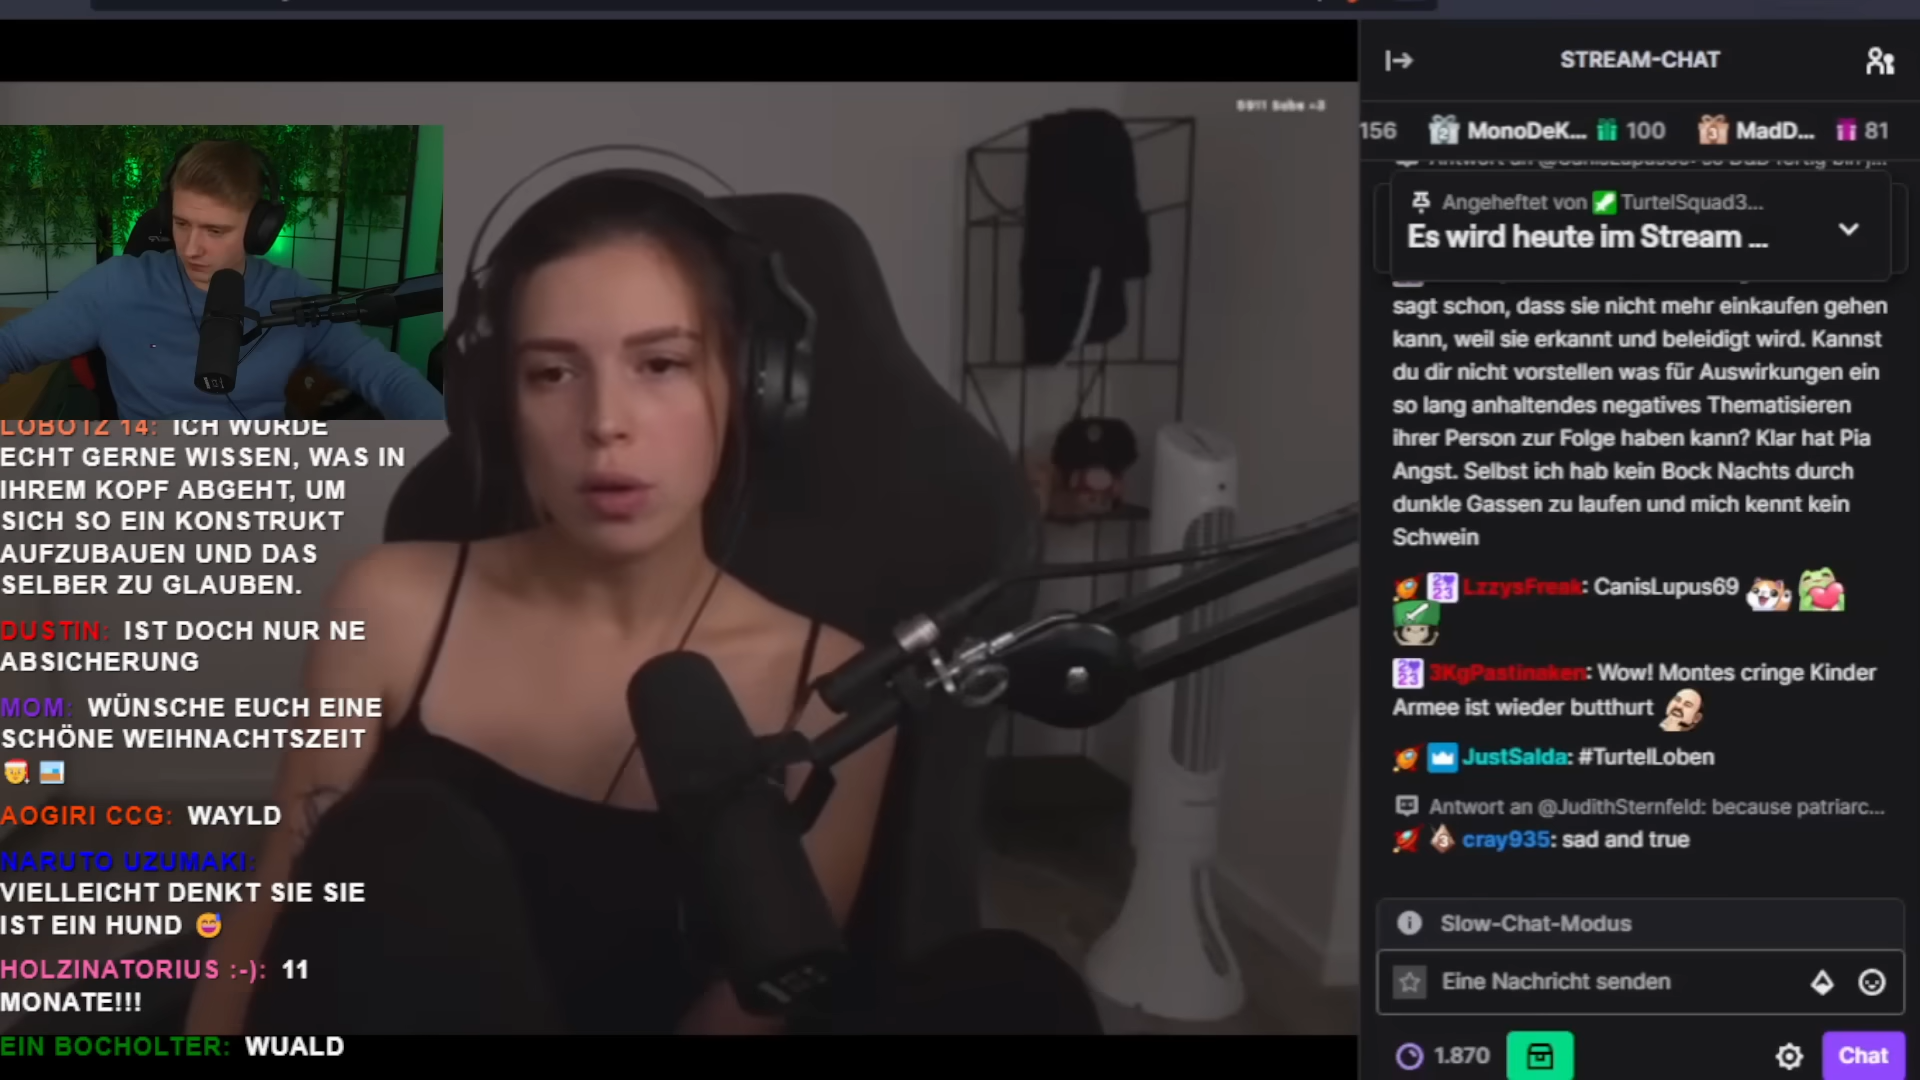 STREAM-CHAT
5911 Subs +3
156 MonoDeK... 100 MadD... 81
Angeheftet von TurtelSquad3...
Es wird heute im Stream ...
sagt schon, dass sie nicht mehr einkaufen gehen
kann, weil sie erkannt und beleidigt wird. Kannst
du dir nicht vorstellen was für Auswirkungen ein
so lang anhaltendes negatives Thematisieren
ihrer Person zur Folge haben kann? Klar hat Pia
Angst. Selbst ich hab kein Bock Nachts durch
dunkle Gassen zu laufen und mich kennt kein
Schwein
LzzysFreak: CanisLupus69
3KgPastinaken: Wow! Montes cringe Kinder
Armee ist wieder butthurt
JustSalda: #TurtelLoben
Antwort an @JudithSternfeld: because patriarc...
cray935: sad and true
Slow-Chat-Modus
Eine Nachricht senden
1.870
Chat
LOBOTZ 14: ICH WÜRDE
ECHT GERNE WISSEN, WAS IN
IHREM KOPF ABGEHT, UM
SICH SO EIN KONSTRUKT
AUFZUBAUEN UND DAS
SELBER ZU GLAUBEN.
DUSTIN: IST DOCH NUR NE
ABSICHERUNG
MOM: WÜNSCHE EUCH EINE
SCHÖNE WEIHNACHTSZEIT
AOGIRI CCG: WAYLD
NARUTO UZUMAKI:
VIELLEICHT DENKT SIE SIE
IST EIN HUND
HOLZINATORIUS :-): 11
MONATE!!!
EIN BOCHOLTER: WUALD